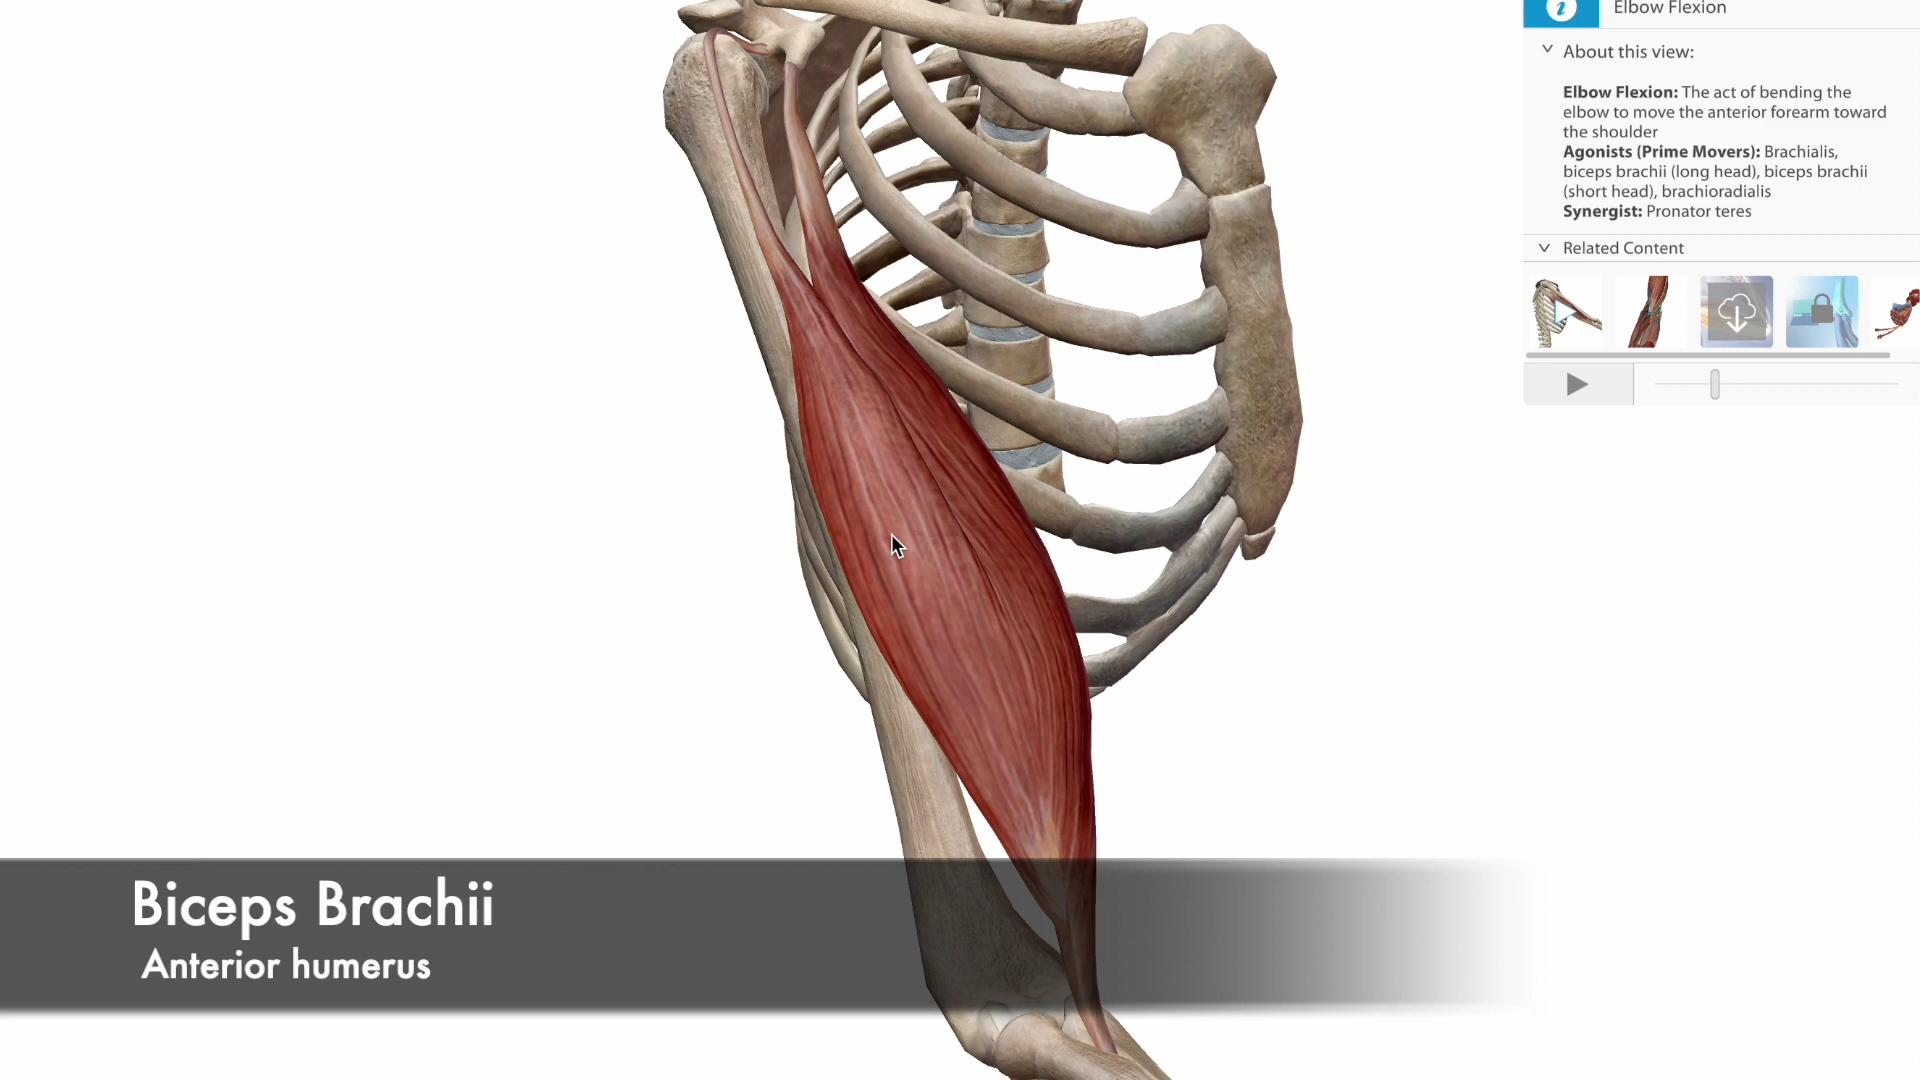 Elbow Flexion
About this view:
Elbow Flexion: The act of bending the
elbow to move the anterior forearm toward
the shoulder
Agonists (Prime Movers): Brachialis,
biceps brachii (long head), biceps brachii
(short head), brachioradialis
Synergist: Pronator teres
Related Content
Biceps Brachii
Anterior humerus